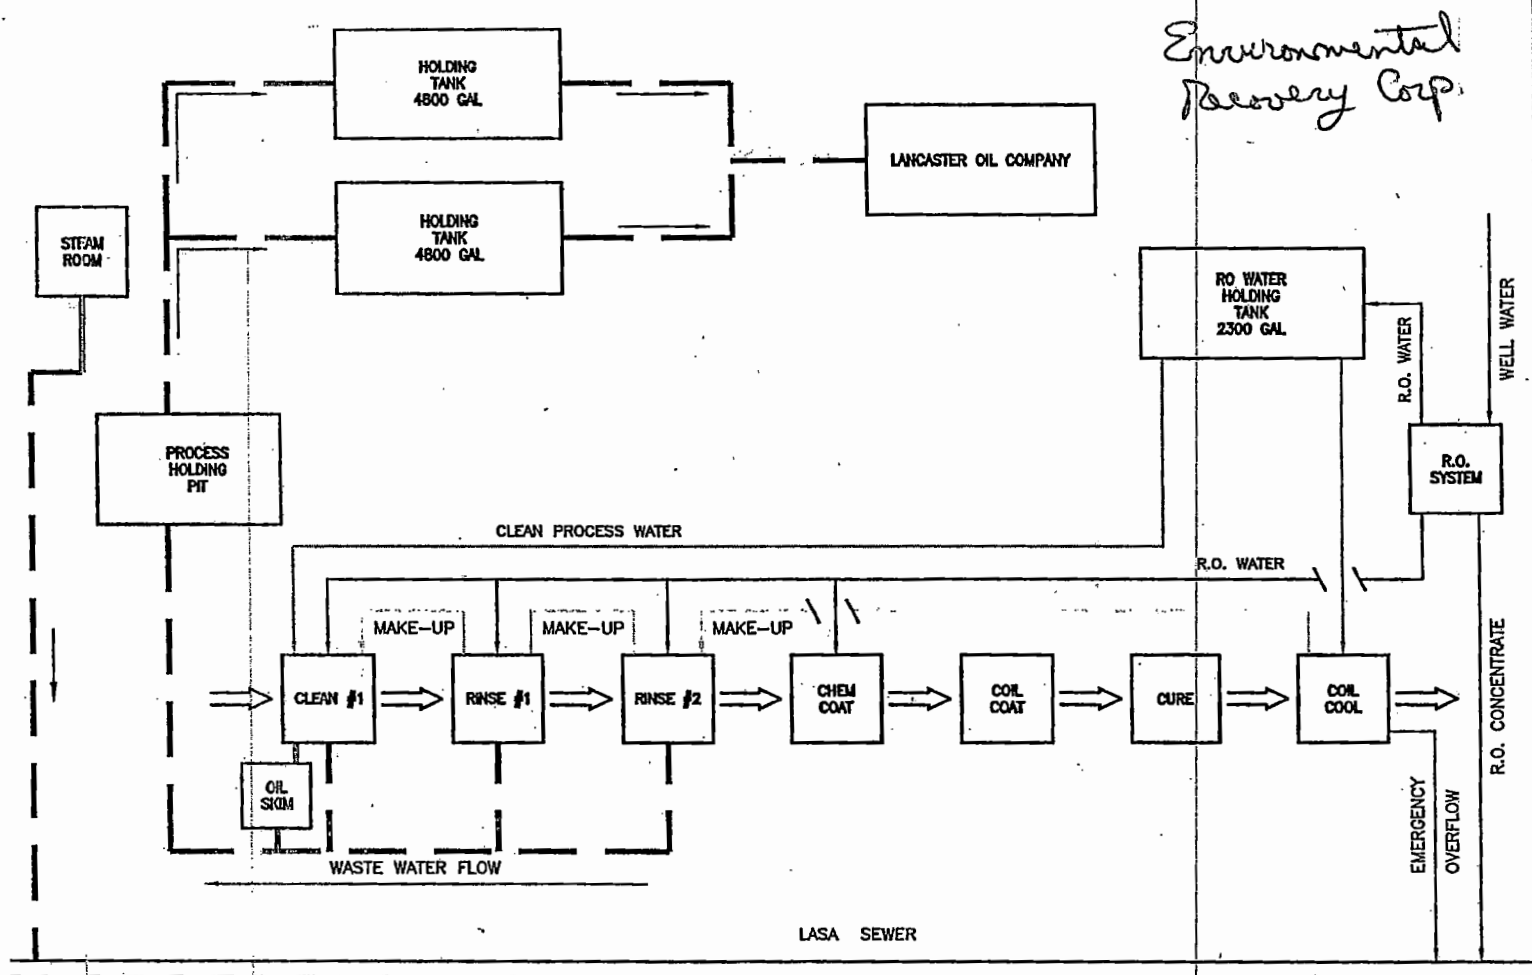 Environmental
Recovery Corp.
HOLDING
TANK
4800 GAL
LANCASTER OIL COMPANY
HOLDING
TANK
4800 GAL
STEAM
ROOM
RO WATER
HOLDING
TANK
2300 GAL
R.O. WATER
WELL WATER
PROCESS
HOLDING
PIT
R.O.
SYSTEM
CLEAN PROCESS WATER
R.O. WATER
MAKE-UP
MAKE-UP
MAKE-UP
CLEAN #1
RINSE #1
RINSE #2
CHEM
COAT
COIL
COAT
CURE
COIL
COOL
R.O. CONCENTRATE
OIL
SKIM
EMERGENCY
OVERFLOW
WASTE WATER FLOW
LASA SEWER